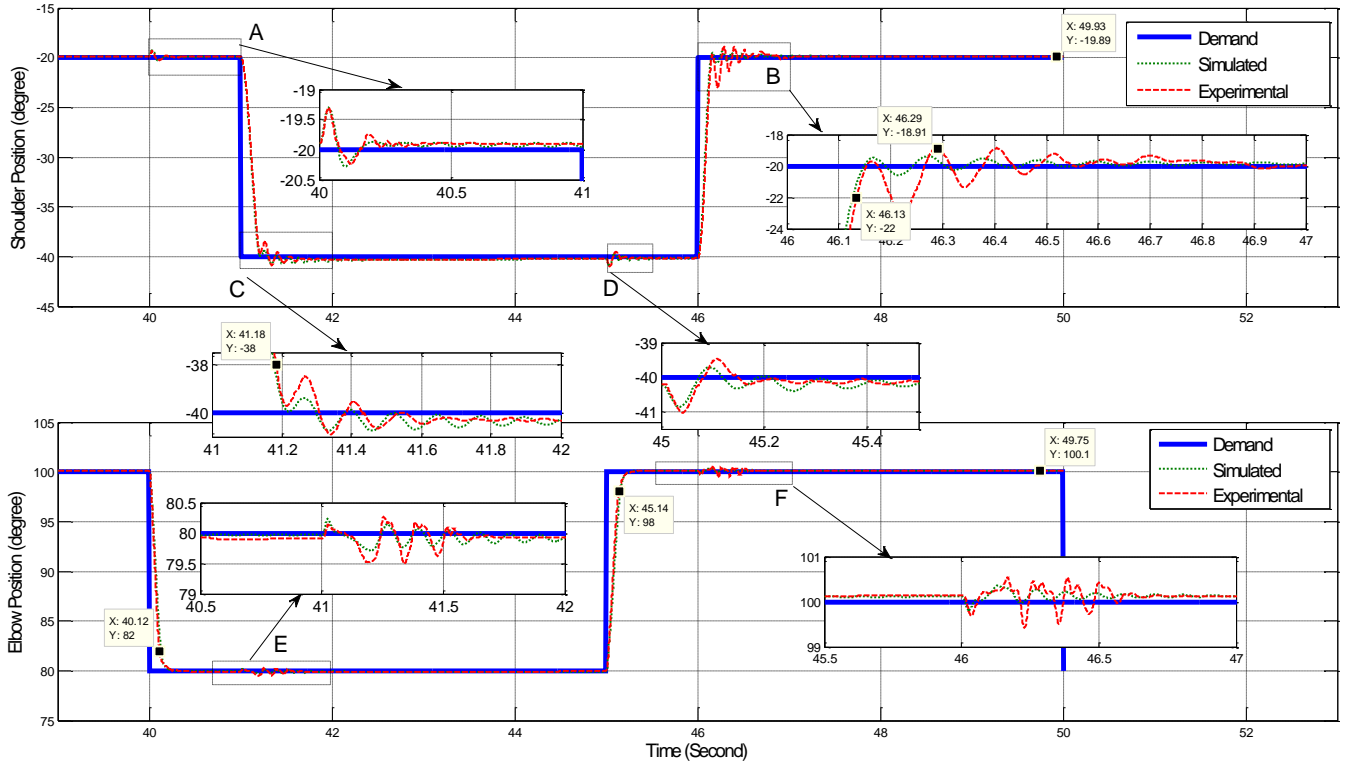 -15
-20
-25
-30
-35
-40
-45
Shoulder Position (degree)
40
42
44
46
48
50
52
A
B
C
D
X: 49.93
Y: -19.89
Demand
Simulated
Experimental
-19
-19.5
-20
-20.5
40
40.5
41
X: 46.29
Y: -18.91
-18
-20
-22
-24
X: 46.13
Y: -22
46
46.1
46.2
46.3
46.4
46.5
46.6
46.7
46.8
46.9
47
X: 41.18
Y: -38
-38
-40
41
41.2
41.4
41.6
41.8
42
-39
-40
-41
45
45.2
45.4
105
100
95
90
85
80
75
Elbow Position (degree)
X: 49.75
Y: 100.1
Demand
Simulated
Experimental
80.5
80
79.5
79
40.5
41
41.5
42
X: 45.14
Y: 98
X: 40.12
Y: 82
E
F
101
100
99
45.5
46
46.5
47
40
42
44
46
48
50
52
Time (Second)